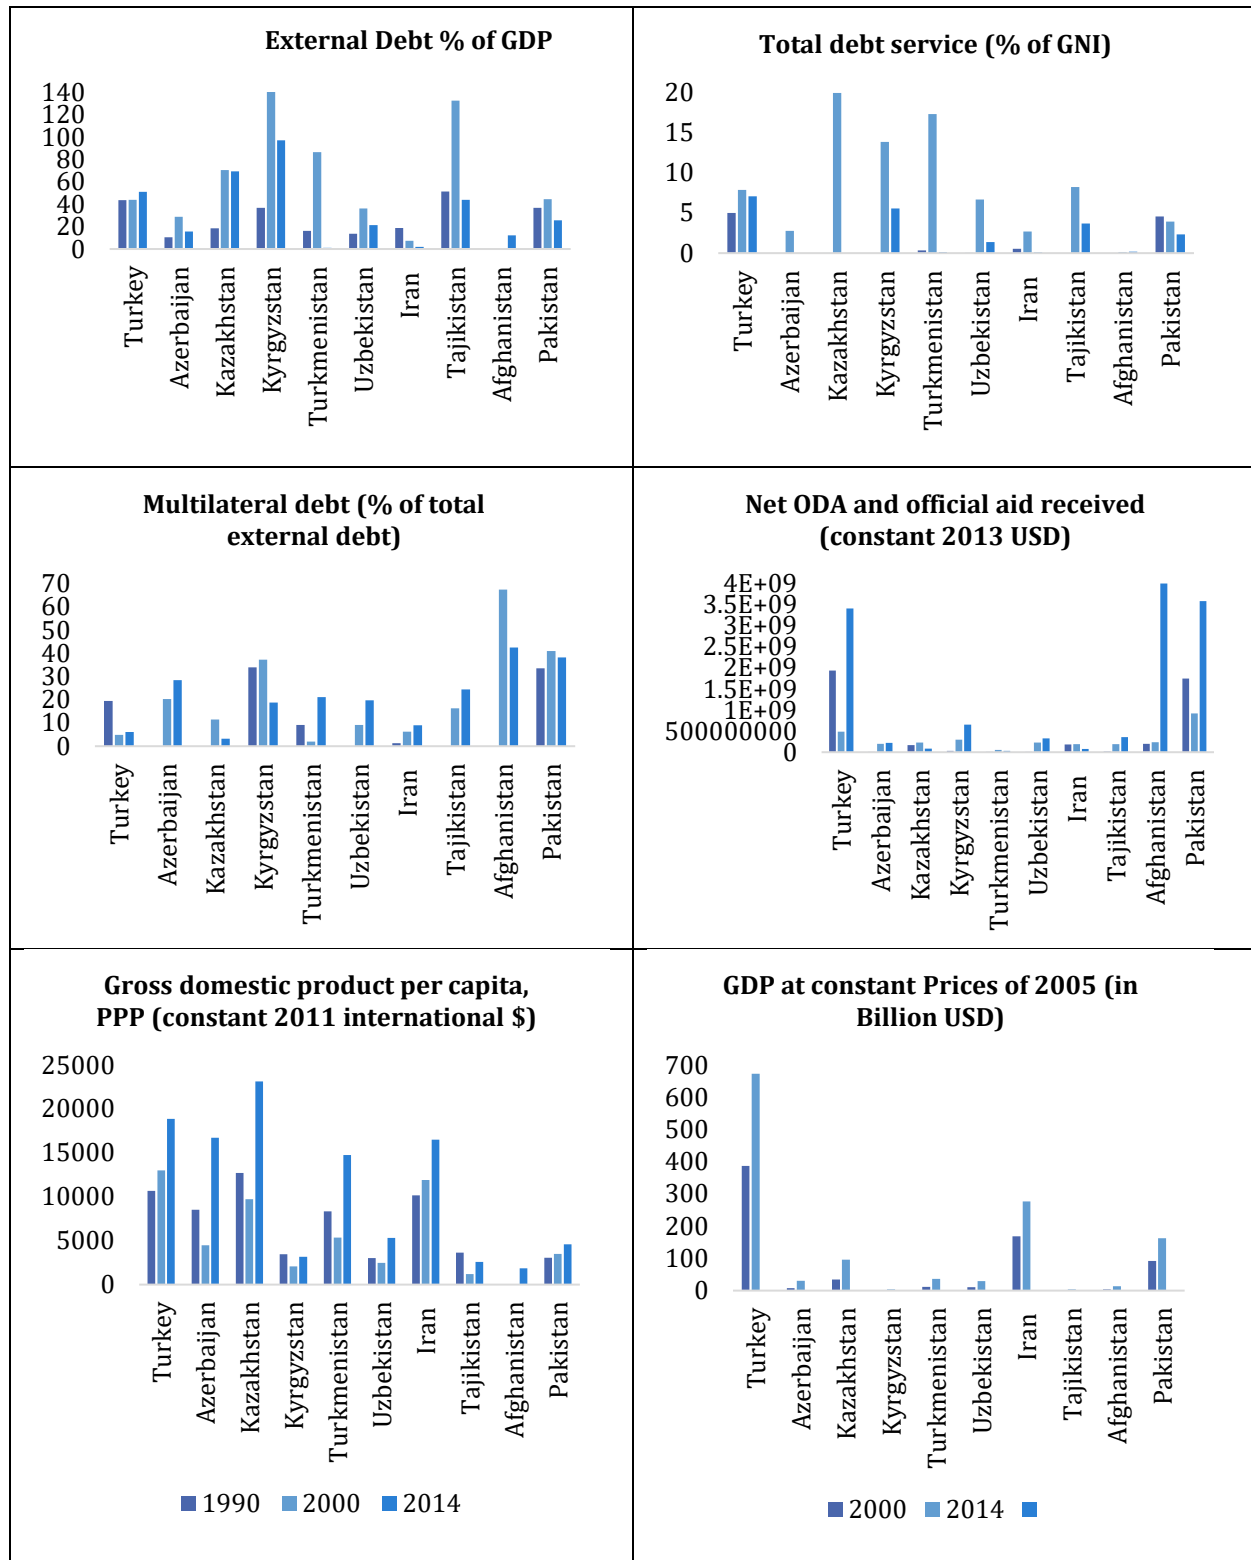 External Debt % of GDP
140
120
100
80
60
40
20
0
Turkey
Azerbaijan
Kazakhstan
Kyrgyzstan
Turkmenistan
Uzbekistan
Iran
Tajikistan
Afghanistan
Pakistan
Total debt service (% of GNI)
20
15
10
5
0
Turkey
Azerbaijan
Kazakhstan
Kyrgyzstan
Turkmenistan
Uzbekistan
Iran
Tajikistan
Afghanistan
Pakistan
Multilateral debt (% of total
external debt)
70
60
50
40
30
20
10
0
Turkey
Azerbaijan
Kazakhstan
Kyrgyzstan
Turkmenistan
Uzbekistan
Iran
Tajikistan
Afghanistan
Pakistan
Net ODA and official aid received
(constant 2013 USD)
4E+09
3.5E+09
3E+09
2.5E+09
2E+09
1.5E+09
1E+09
500000000
0
Turkey
Azerbaijan
Kazakhstan
Kyrgyzstan
Turkmenistan
Uzbekistan
Iran
Tajikistan
Afghanistan
Pakistan
Gross domestic product per capita,
PPP (constant 2011 international $)
25000
20000
15000
10000
5000
0
Turkey
Azerbaijan
Kazakhstan
Kyrgyzstan
Turkmenistan
Uzbekistan
Iran
Tajikistan
Afghanistan
Pakistan
1990 2000 2014
GDP at constant Prices of 2005 (in
Billion USD)
700
600
500
400
300
200
100
0
Turkey
Azerbaijan
Kazakhstan
Kyrgyzstan
Turkmenistan
Uzbekistan
Iran
Tajikistan
Afghanistan
Pakistan
2000 2014